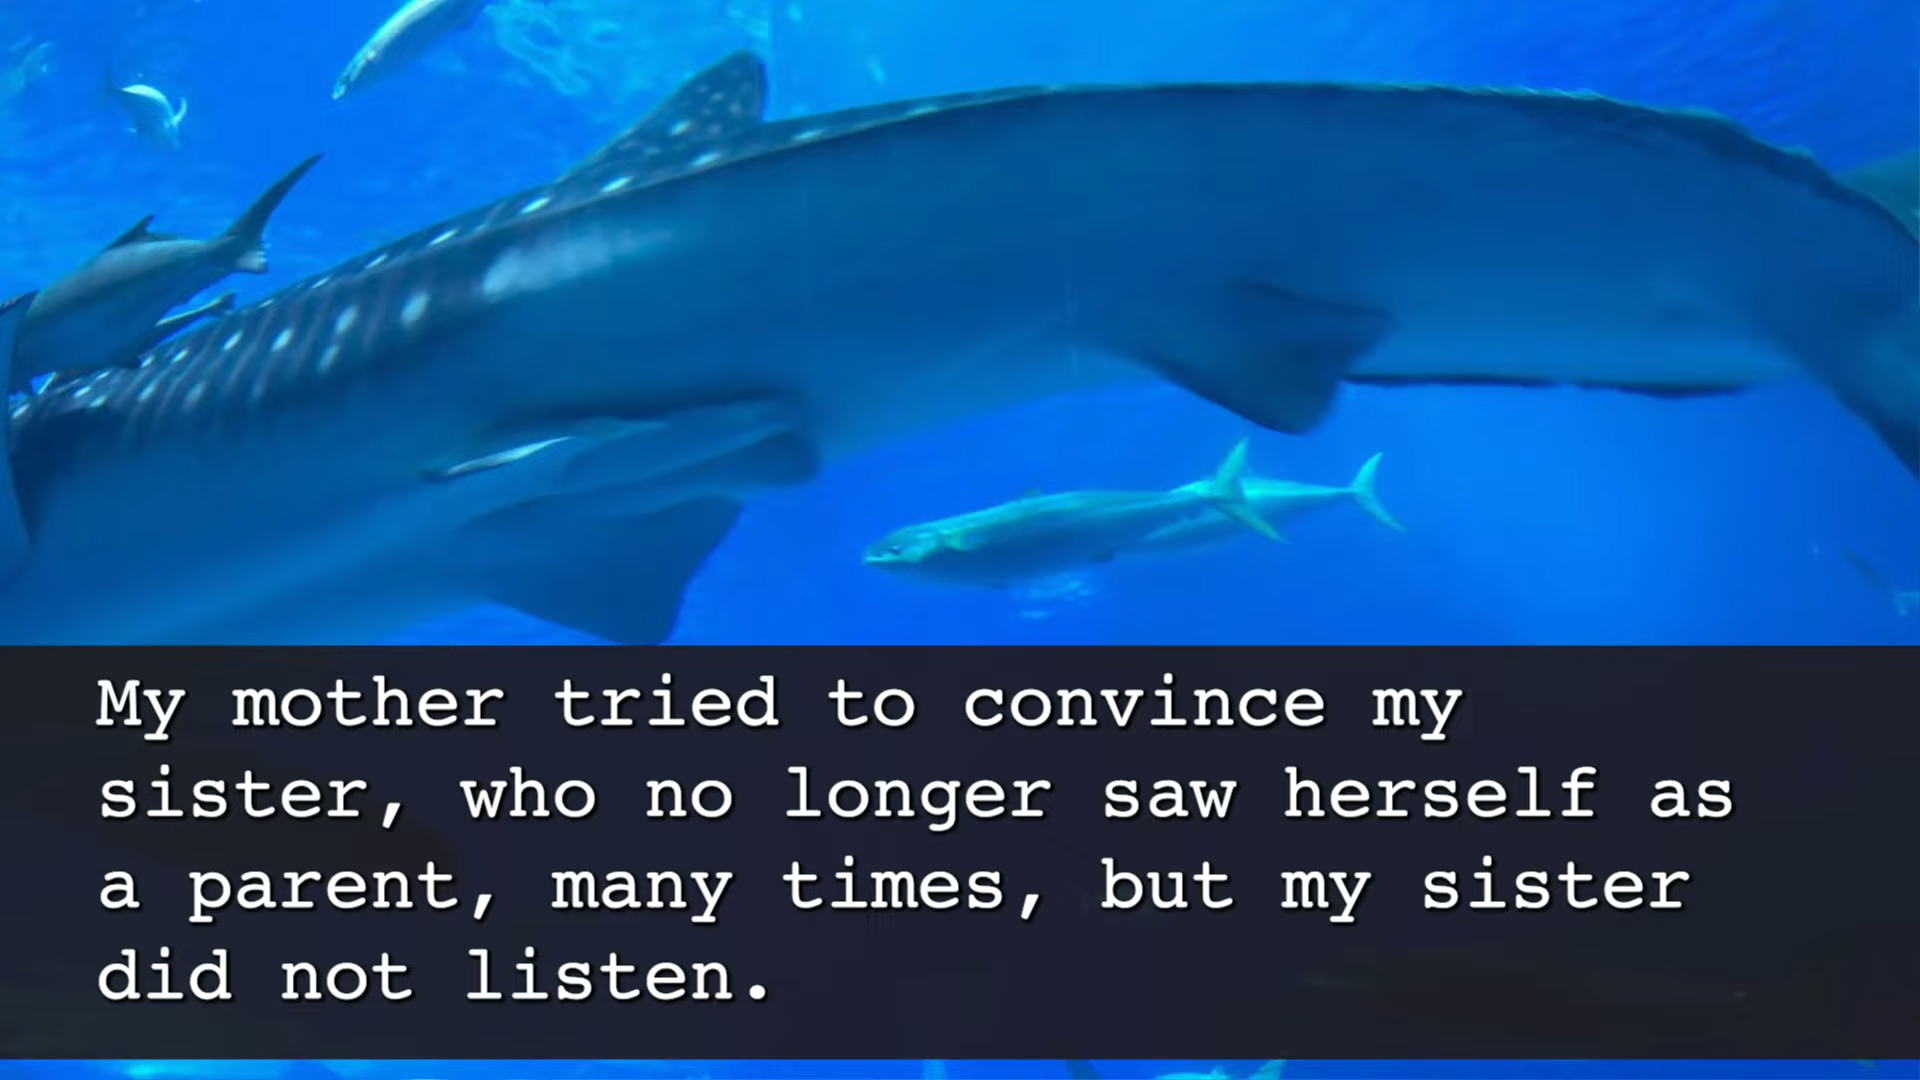 My mother tried to convince my
sister, who no longer saw herself as
a parent, many times, but my sister
did not listen.